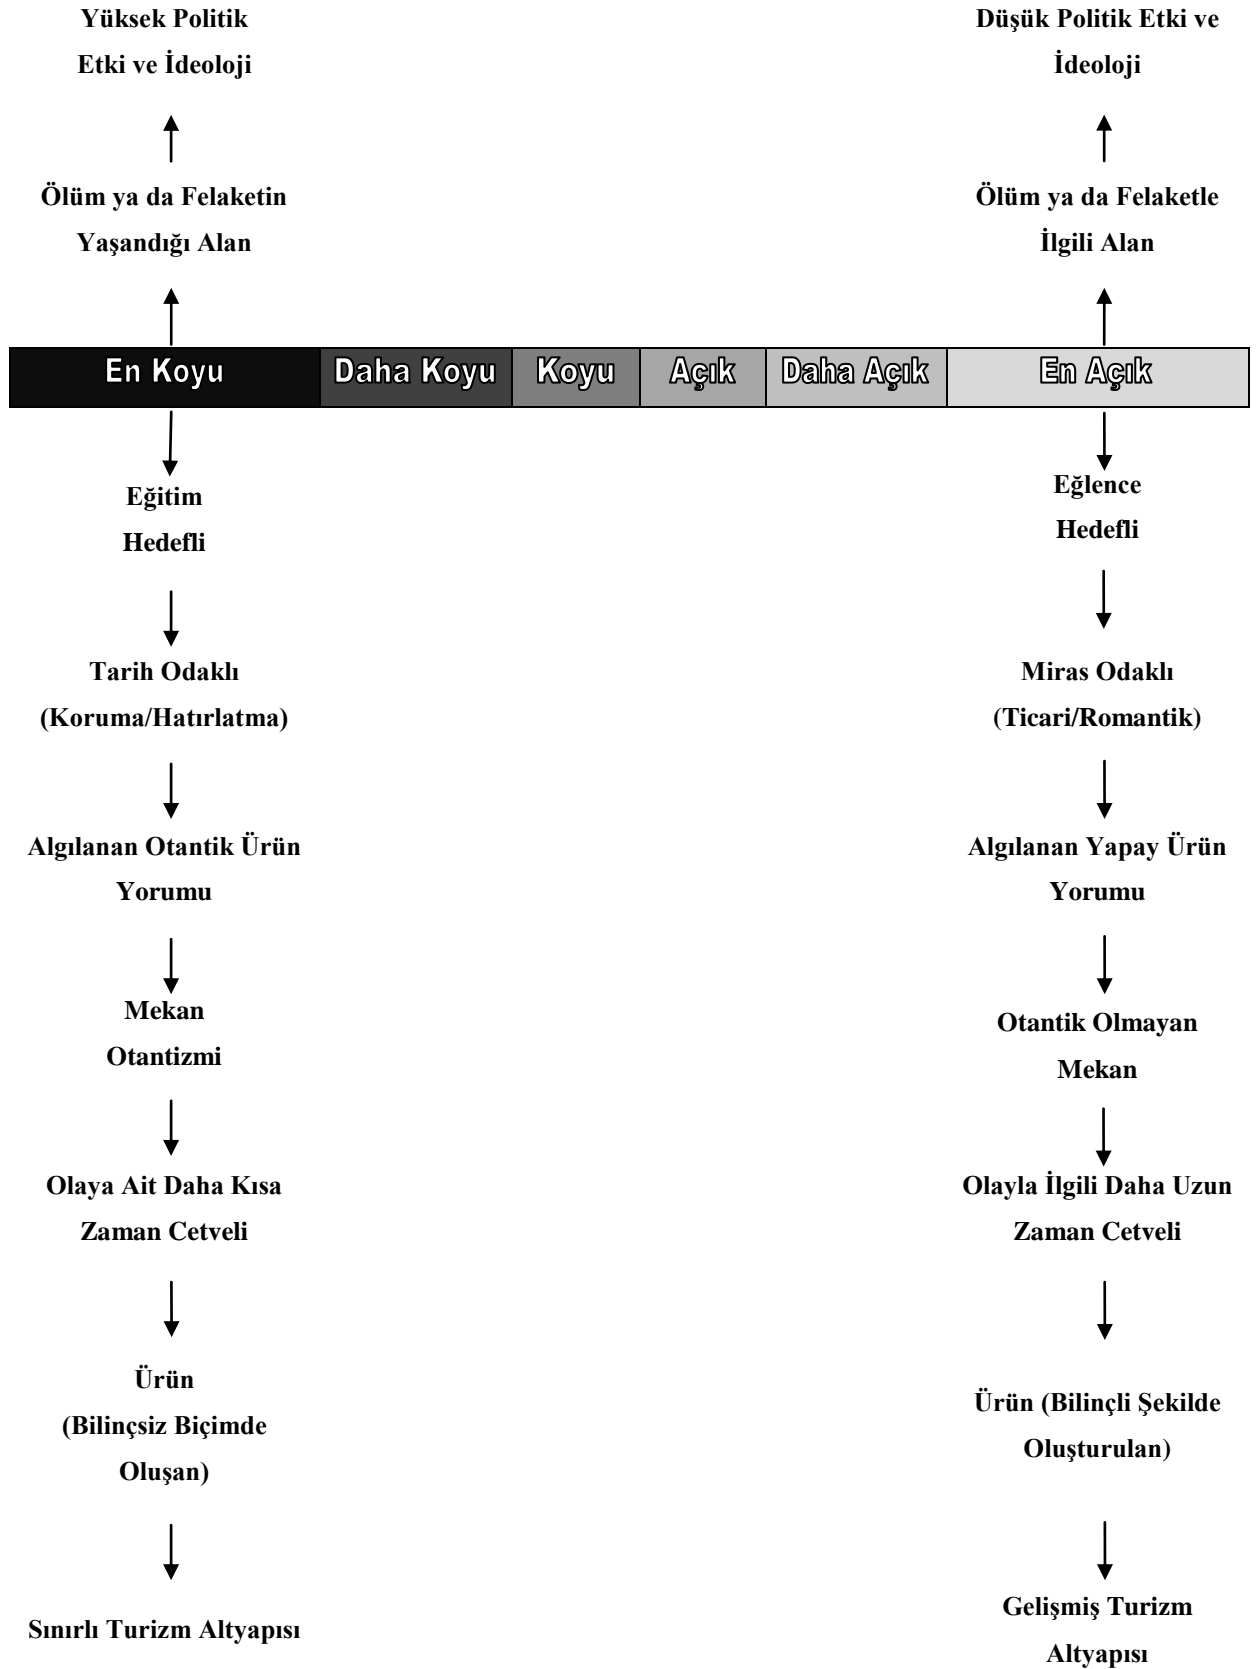 Yüksek Politik
Etki ve İdeoloji
Düşük Politik Etki ve
İdeoloji
Ölüm ya da Felaketin
Yaşandığı Alan
Ölüm ya da Felaketle
İlgili Alan
En Koyu Daha Koyu Koyu Açık Daha Açık En Açık
Eğitim
Hedefli
Eğlence
Hedefli
Tarih Odaklı
(Koruma/Hatırlatma)
Miras Odaklı
(Ticari/Romantik)
Algılanan Otantik Ürün
Yorumu
Algılanan Yapay Ürün
Yorumu
Mekan
Otantizmi
Otantik Olmayan
Mekan
Olaya Ait Daha Kısa
Zaman Cetveli
Olayla İlgili Daha Uzun
Zaman Cetveli
Ürün
(Bilinçsiz Biçimde
Oluşan)
Ürün (Bilinçli Şekilde
Oluşturulan)
Sınırlı Turizm Altyapısı
Gelişmiş Turizm
Altyapısı